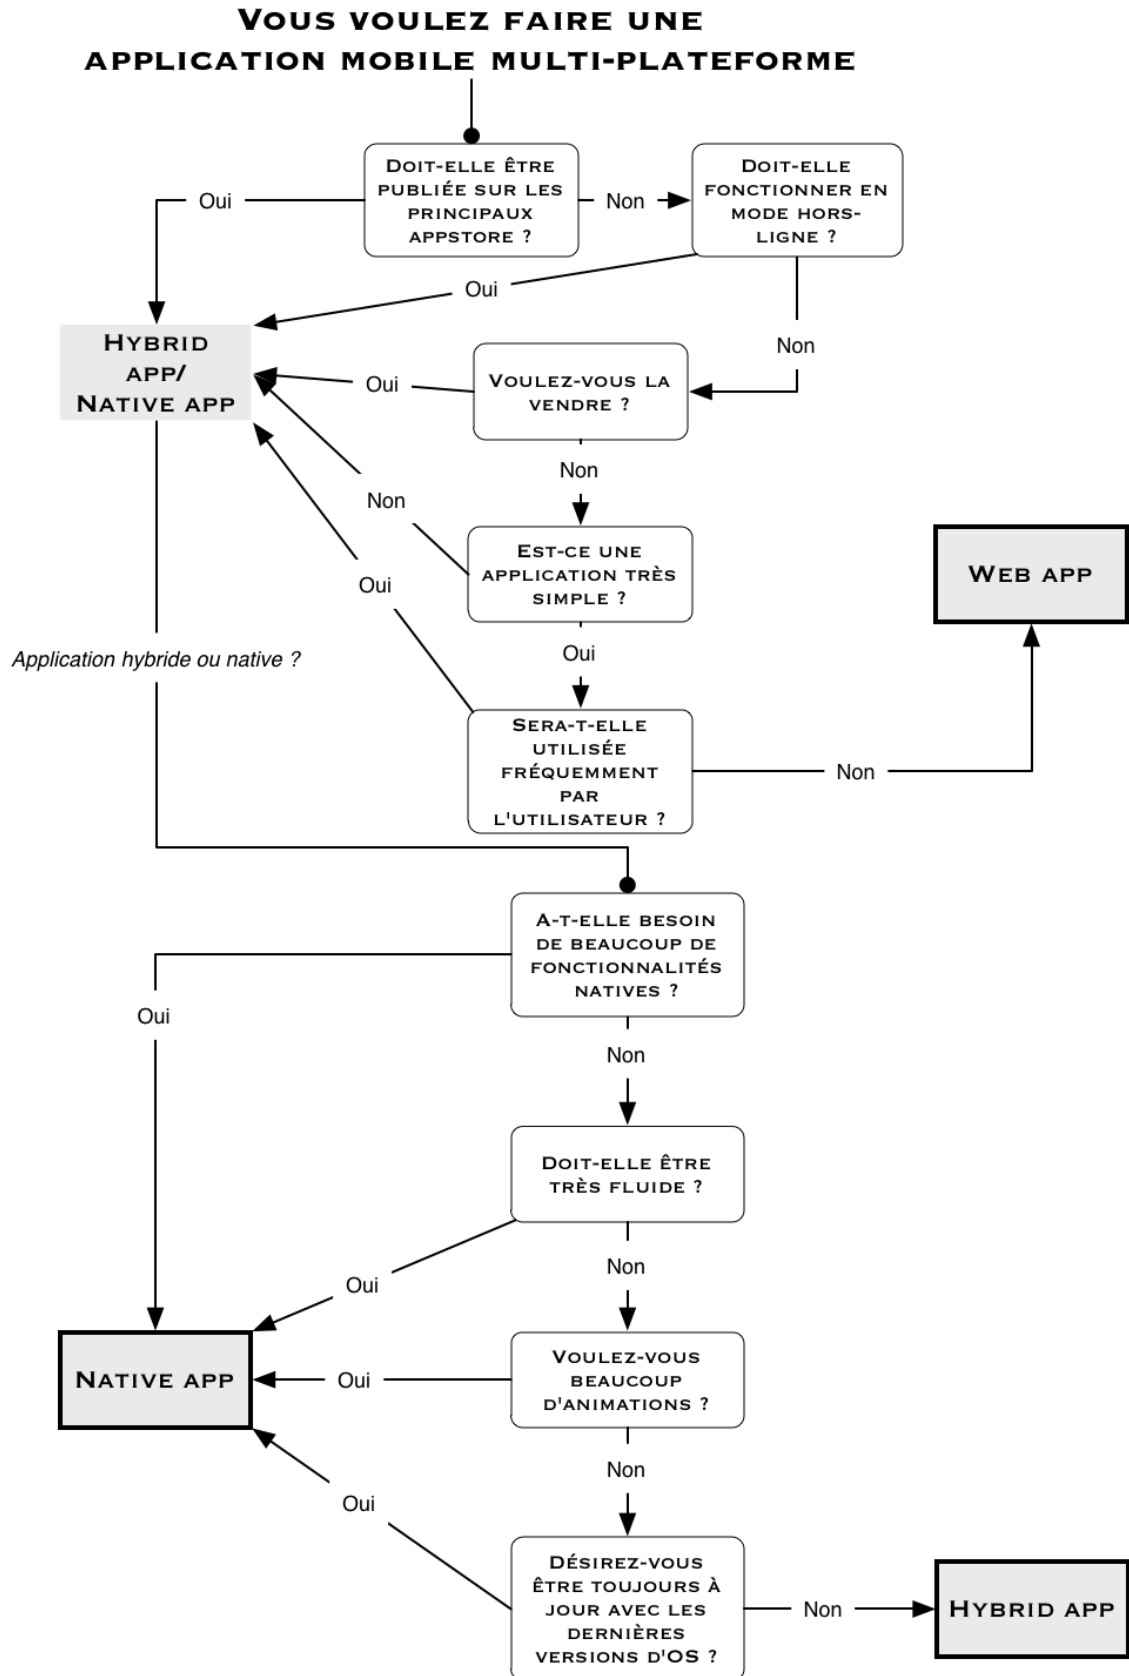 Vous voulez faire une
application mobile multi-plateforme
Doit-elle être
publiée sur les
principaux
appstore ?
Oui
Non
Doit-elle
fonctionner en
mode hors-
ligne ?
Oui
Non
Hybrid
app/
Native app
Voulez-vous la
vendre ?
Oui
Non
Est-ce une
application très
simple ?
Non
Oui
Web app
Application hybride ou native ?
Sera-t-elle
utilisée
fréquemment
par
l'utilisateur ?
Oui
Non
A-t-elle besoin
de beaucoup de
fonctionnalités
natives ?
Oui
Non
Doit-elle être
très fluide ?
Oui
Non
Native app
Voulez-vous
beaucoup
d'animations ?
Oui
Non
Désirez-vous
être toujours à
jour avec les
dernières
versions d'OS ?
Oui
Non
Hybrid app